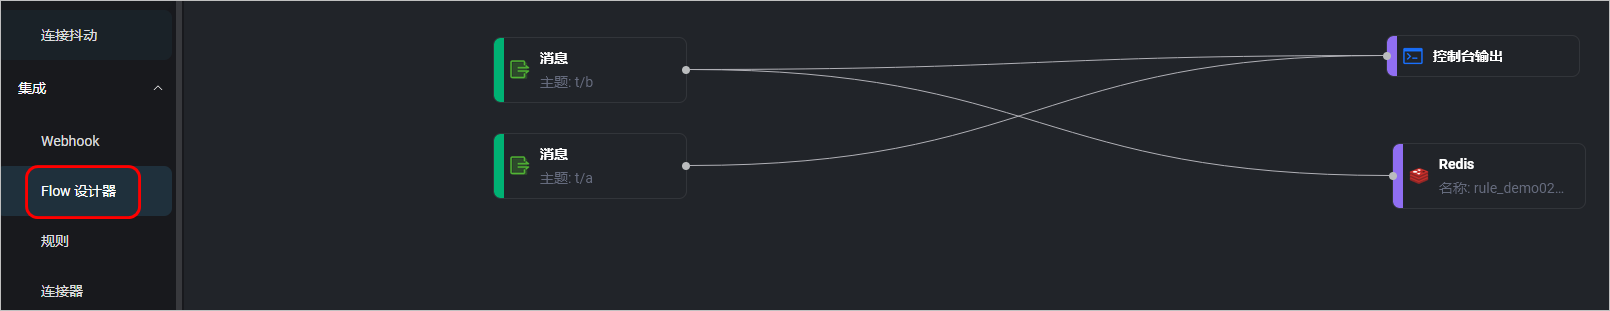 连接抖动
集成
Webhook
Flow 设计器
规则
连接器
消息
主题: t/b
消息
主题: t/a
控制台输出
Redis
名称: rule_demo02...